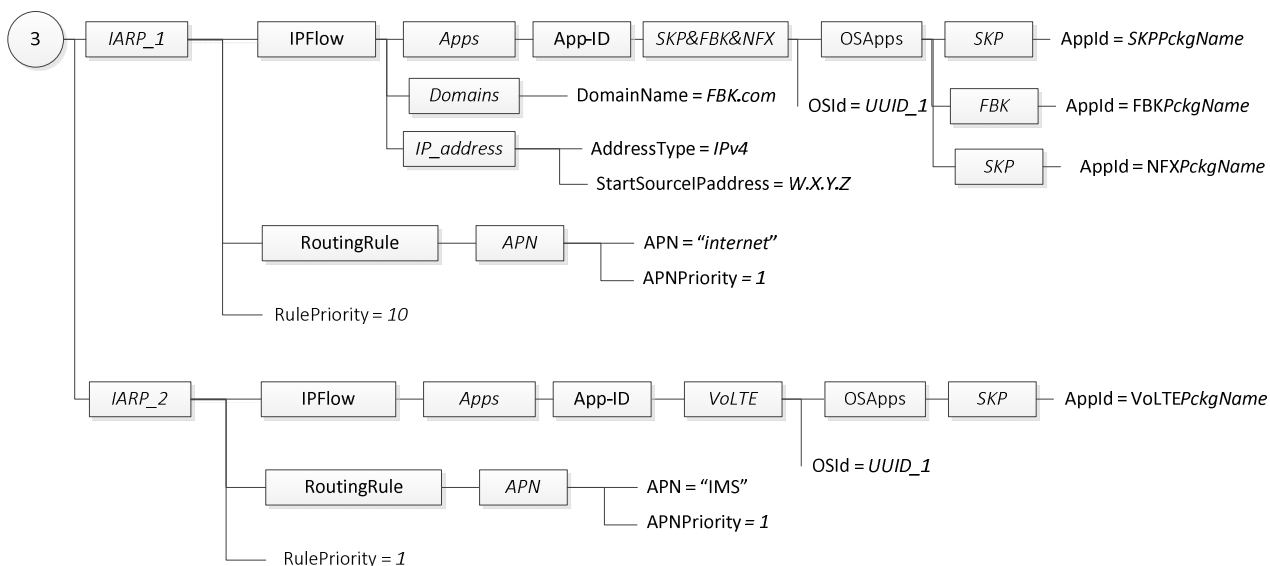 3
IARP_1
IPFlow
Apps
App-ID
SKP&FBK&NFX
OSApps
SKP
AppId = SKPPckgName
Domains
DomainName = FBK.com
OSId = UUID_1
FBK
AppId = FBKPckgName
IP_address
AddressType = IPv4
SKP
AppId = NFXPckgName
StartSourceIPaddress = W.X.Y.Z
RoutingRule
APN
APN = “internet”
APNPriority = 1
RulePriority = 10
IARP_2
IPFlow
Apps
App-ID
VoLTE
OSApps
SKP
AppId = VoLTEPckgName
OSId = UUID_1
RoutingRule
APN
APN = “IMS”
APNPriority = 1
RulePriority = 1